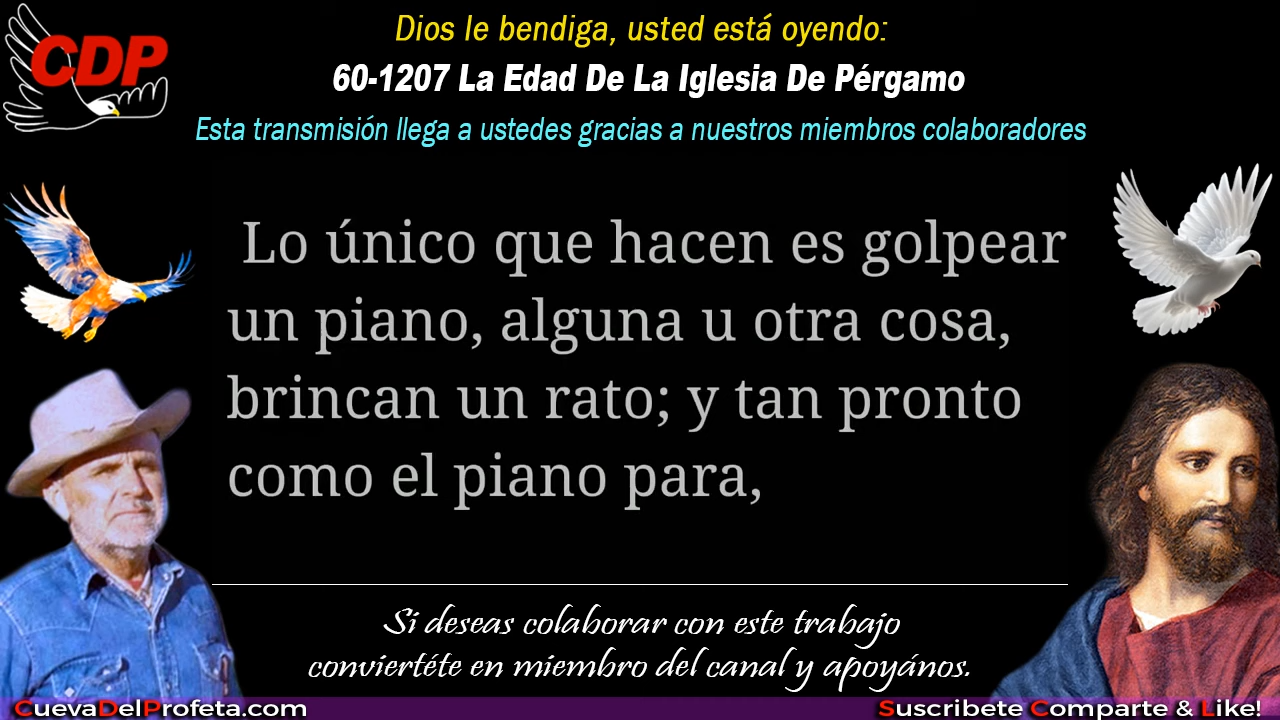 CDP
Dios le bendiga, usted está oyendo:
60-1207 La Edad De La Iglesia De Pérgamo
Esta transmisión llega a ustedes gracias a nuestros miembros colaboradores
Lo único que hacen es golpear
un piano, alguna u otra cosa,
brincan un rato; y tan pronto
como el piano para,
Si deseas colaborar con este trabajo
conviertéte en miembro del canal y apoyános.
CuevaDelProfeta.com
Suscribete Comparte & Like!